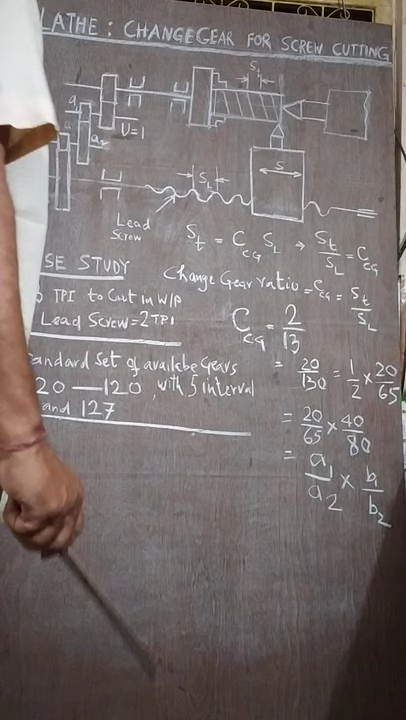 LATHE: CHANGE GEAR FOR SCREW CUTTING
St
a1
U=1
a2
S
SL
Lead Screw
St = Ccg SL → St/SL = Ccg
SE STUDY
Change Gear ratio = Ccg = St/SL
TPI to Cut in W/P
Lead Screw = 2 TPI
Ccg = 2/13
andard Set of availabe Gears
20 — 120, with 5 interval
and 127
= 20/130 = 1/2 × 20/65
= 20/65 × 40/80
= a1/a2 × b1/b2